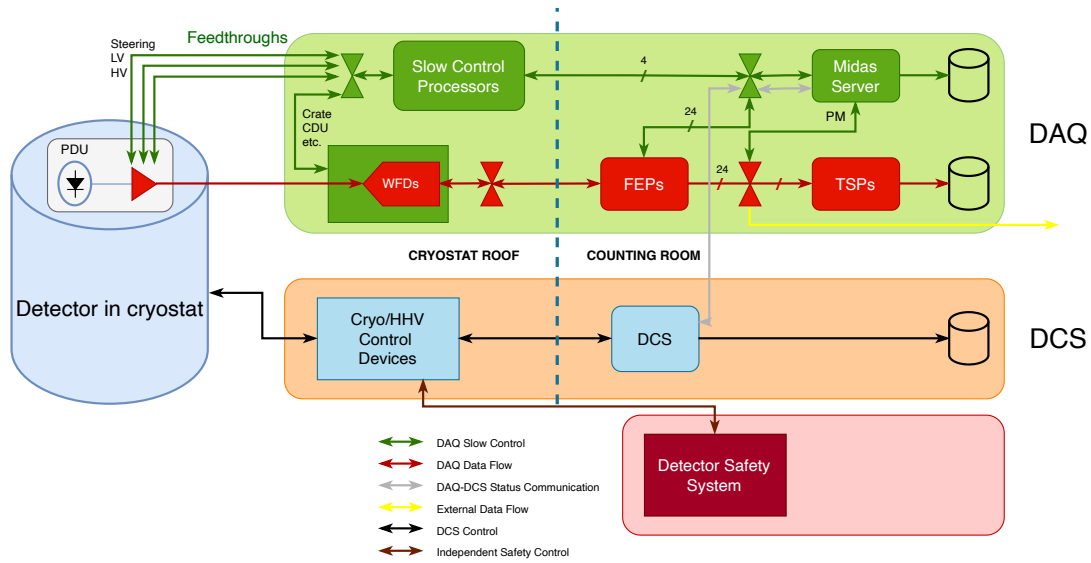 Steering
LV
HV
Feedthroughs
Slow Control
Processors
4
Midas
Server
Crate
CDU
etc.
24
PM
DAQ
PDU
WFDs
FEPs
24
TSPs
CRYOSTAT ROOF
COUNTING ROOM
Detector in cryostat
Cryo/HHV
Control
Devices
DCS
DCS
DAQ Slow Control
DAQ Data Flow
DAQ-DCS Status Communication
External Data Flow
DCS Control
Independent Safety Control
Detector Safety
System